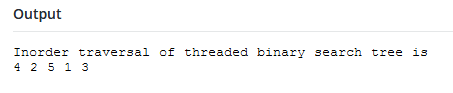 Output
Inorder traversal of threaded binary search tree is
4 2 5 1 3